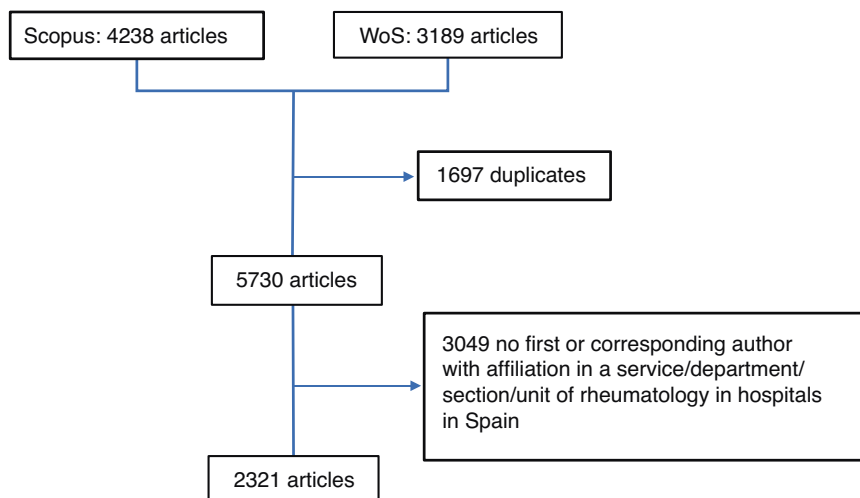 Scopus: 4238 articles
WoS: 3189 articles
1697 duplicates
5730 articles
3049 no first or corresponding author
with affiliation in a service/department/
section/unit of rheumatology in hospitals
in Spain
2321 articles